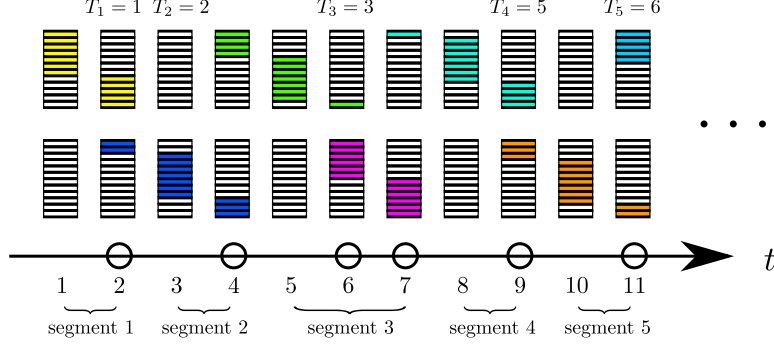 T₁ = 1 T₂ = 2 T₃ = 3 T₄ = 5 T₅ = 6
. . .
t
1 2 3 4 5 6 7 8 9 10 11
segment 1 segment 2 segment 3 segment 4 segment 5